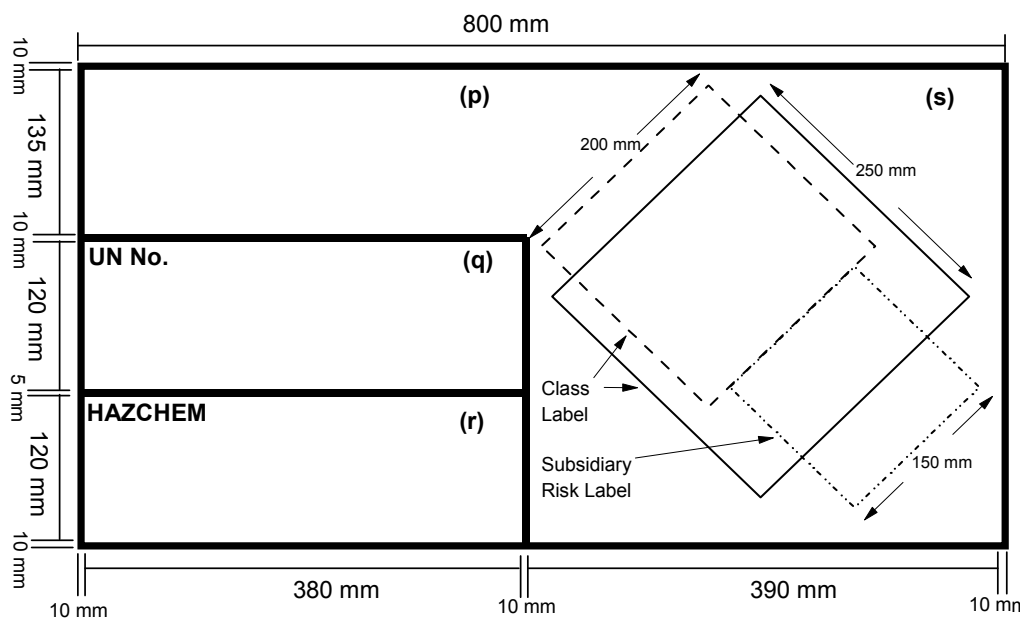 800 mm
10 mm
(p)
(s)
200 mm
135 mm
250 mm
10 mm
UN No.
(q)
120 mm
5 mm
Class
Label
HAZCHEM
(r)
120 mm
Subsidiary
Risk Label
150 mm
10 mm
380 mm
390 mm
10 mm
10 mm
10 mm